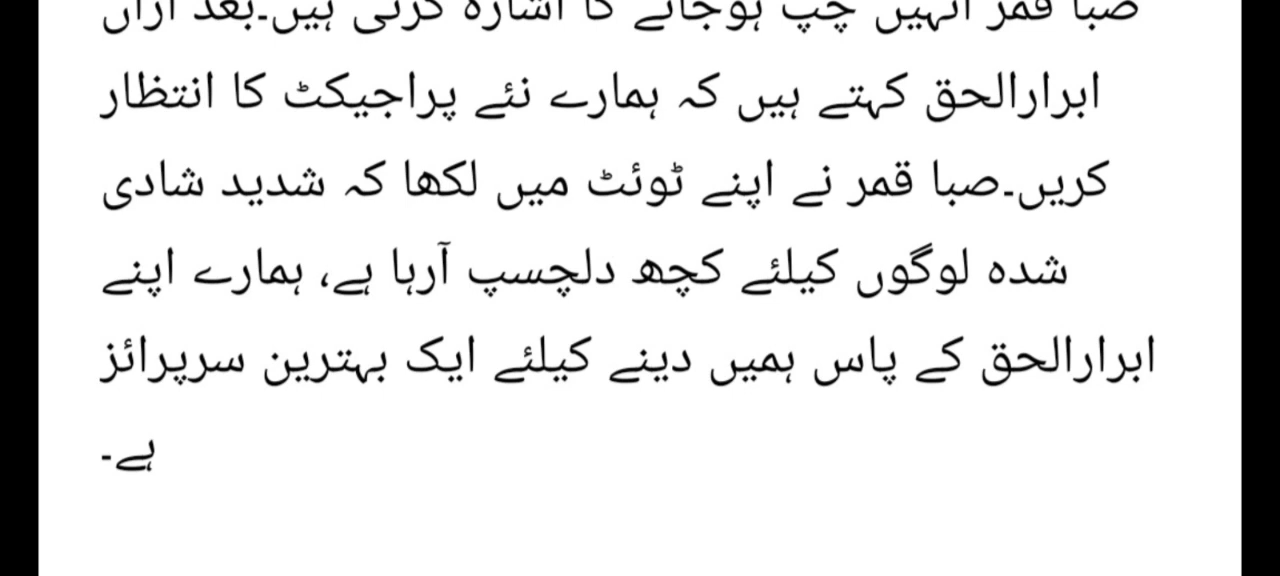 صبا قمر انہیں چپ ہوجانے کا اشارہ کرتی ہیں۔بعد ازاں
ابرارالحق کہتے ہیں کہ ہمارے نئے پراجیکٹ کا انتظار
کریں۔صبا قمر نے اپنے ٹوئٹ میں لکھا کہ شدید شادی
شدہ لوگوں کیلئے کچھ دلچسپ آرہا ہے، ہمارے اپنے
ابرارالحق کے پاس ہمیں دینے کیلئے ایک بہترین سرپرائز
ہے۔